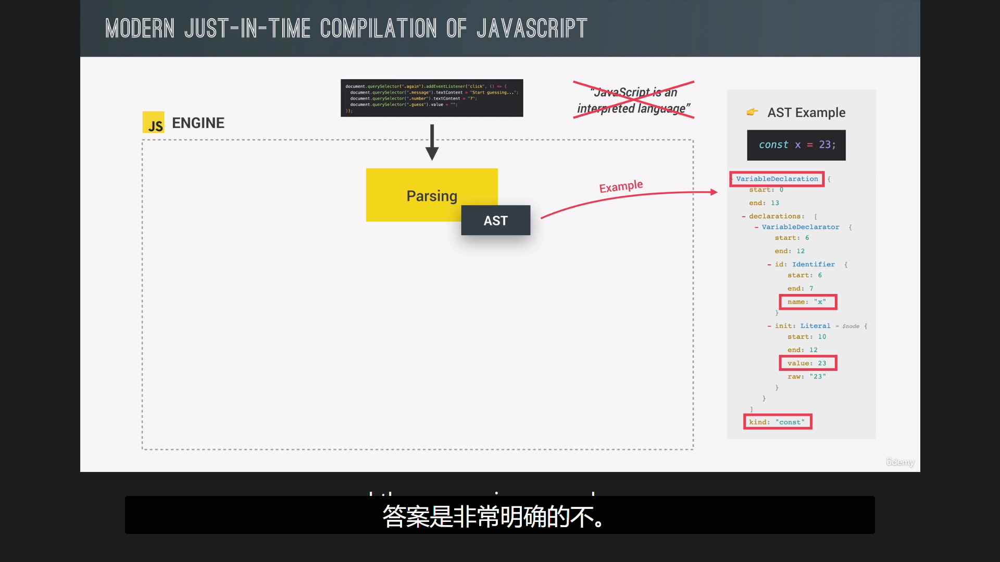 MODERN JUST-IN-TIME COMPILATION OF JAVASCRIPT
document.querySelector(".again").addEventListener("click", () => {
document.querySelector(".message").textContent = "Start guessing...";
document.querySelector(".number").textContent = "?";
document.querySelector(".guess").value = "";
});
"JavaScript is an
interpreted language"
JS ENGINE
Parsing
AST
Example
👉 AST Example
const x = 23;
- VariableDeclaration {
start: 0
end: 13
- declarations: [
- VariableDeclarator {
start: 6
end: 12
- id: Identifier {
start: 6
end: 7
name: "x"
}
- init: Literal = $node {
start: 10
end: 12
value: 23
raw: "23"
}
}
]
kind: "const"
ûdemy
答案是非常明确的不。